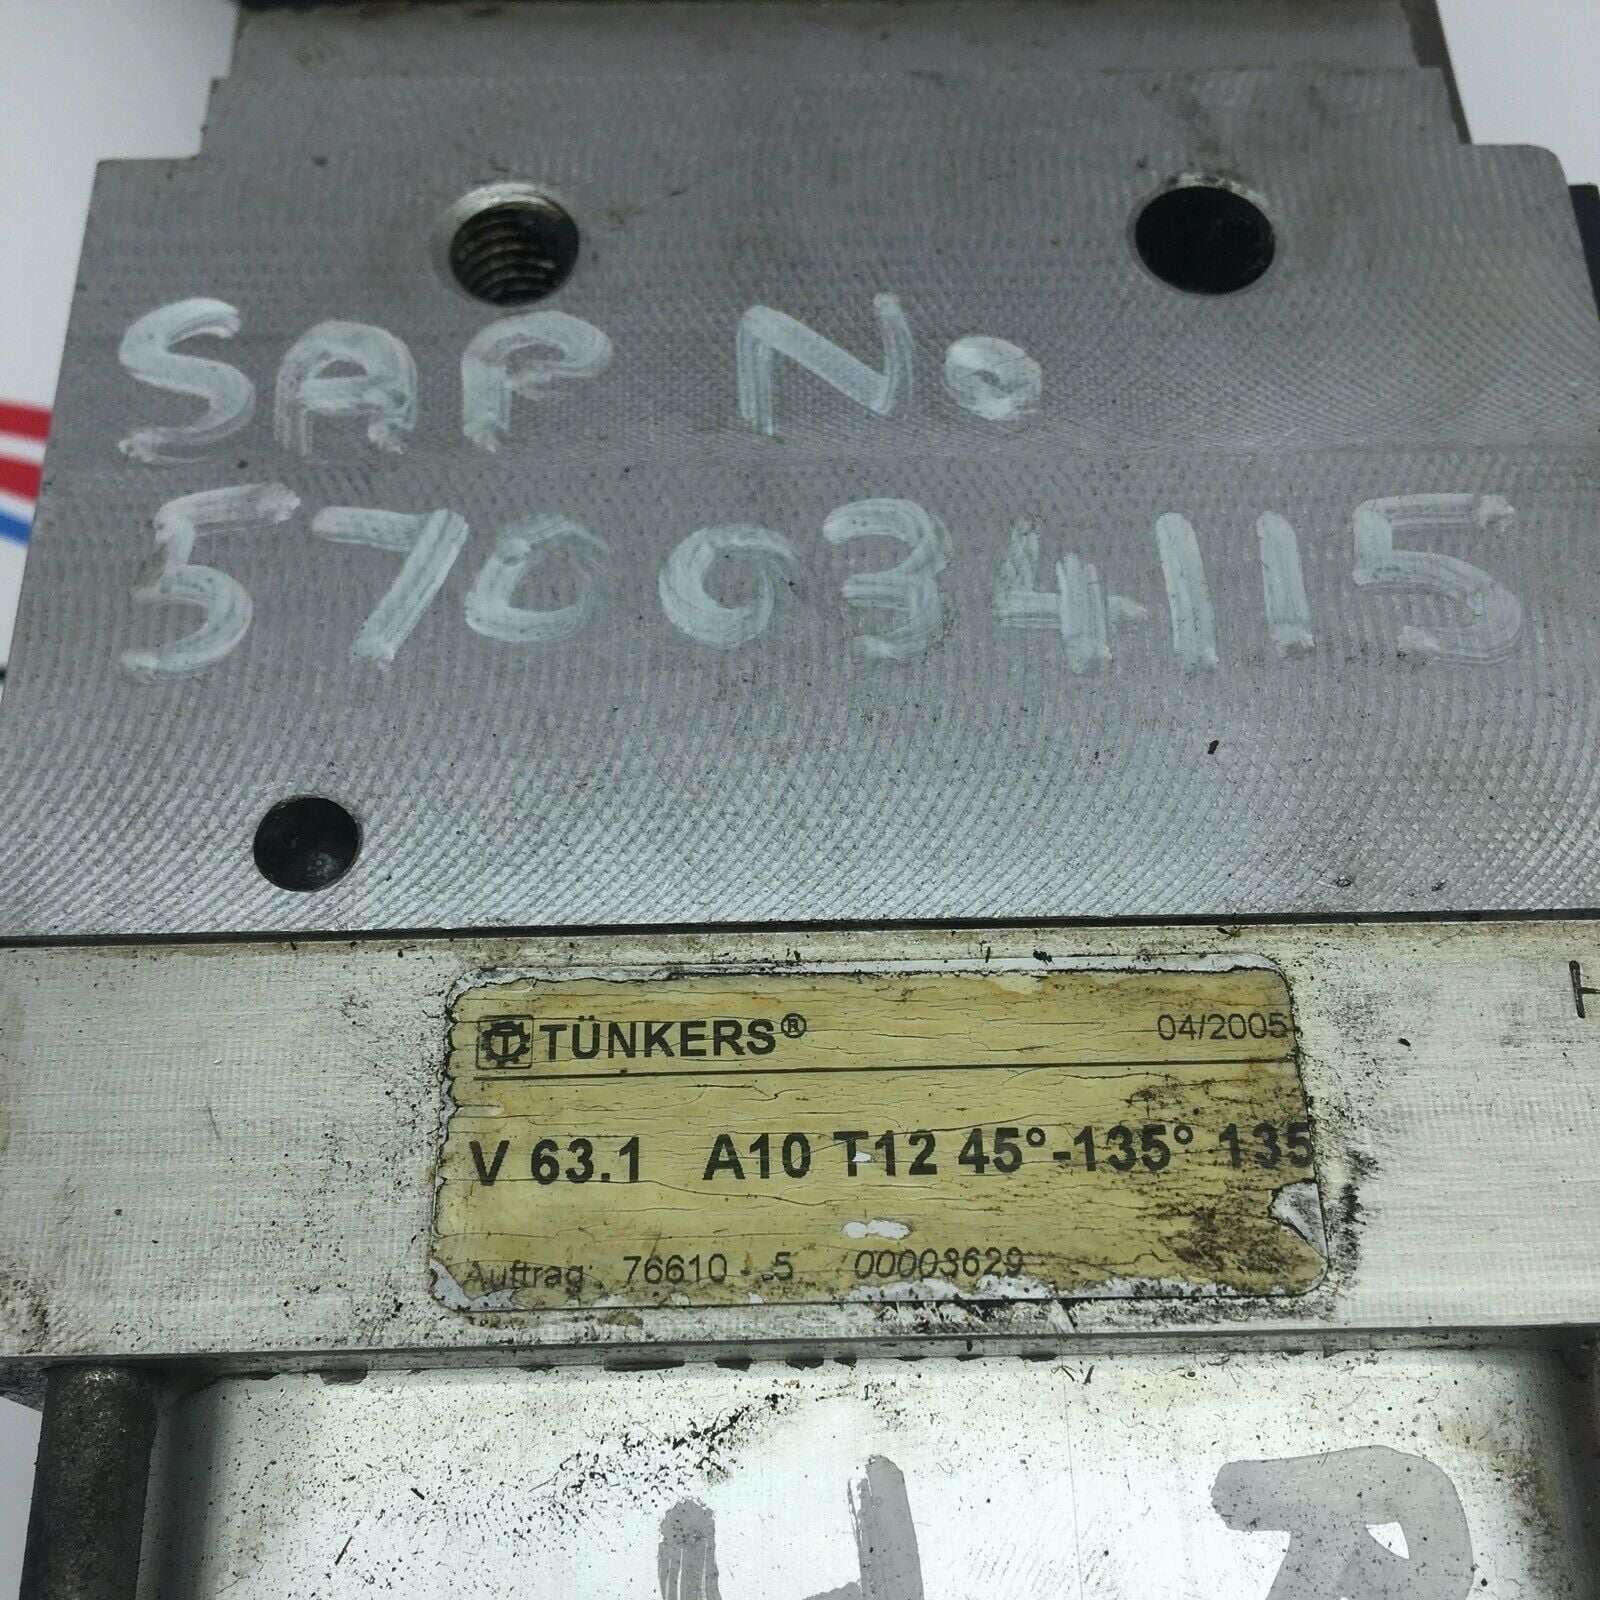 SAP No
570034115
TÜNKERS® 04/2005
V 63.1 A10 T12 45°-135° 135
Auftrag: 76610 - 5 00003629